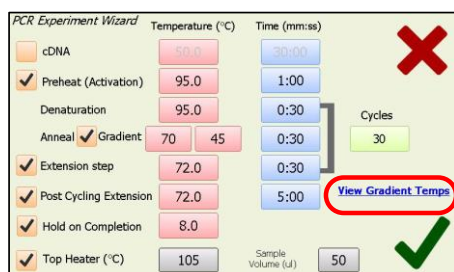 PCR Experiment Wizard Temperature (°C) Time (mm:ss)
cDNA 50.0 30:00
Preheat (Activation) 95.0 1:00
Denaturation 95.0 0:30 Cycles
Anneal Gradient 70 45 0:30 30
Extension step 72.0 0:30
View Gradient Temps
Post Cycling Extension 72.0 5:00
Hold on Completion 8.0
Top Heater (°C) 105 Sample
Volume (ul) 50